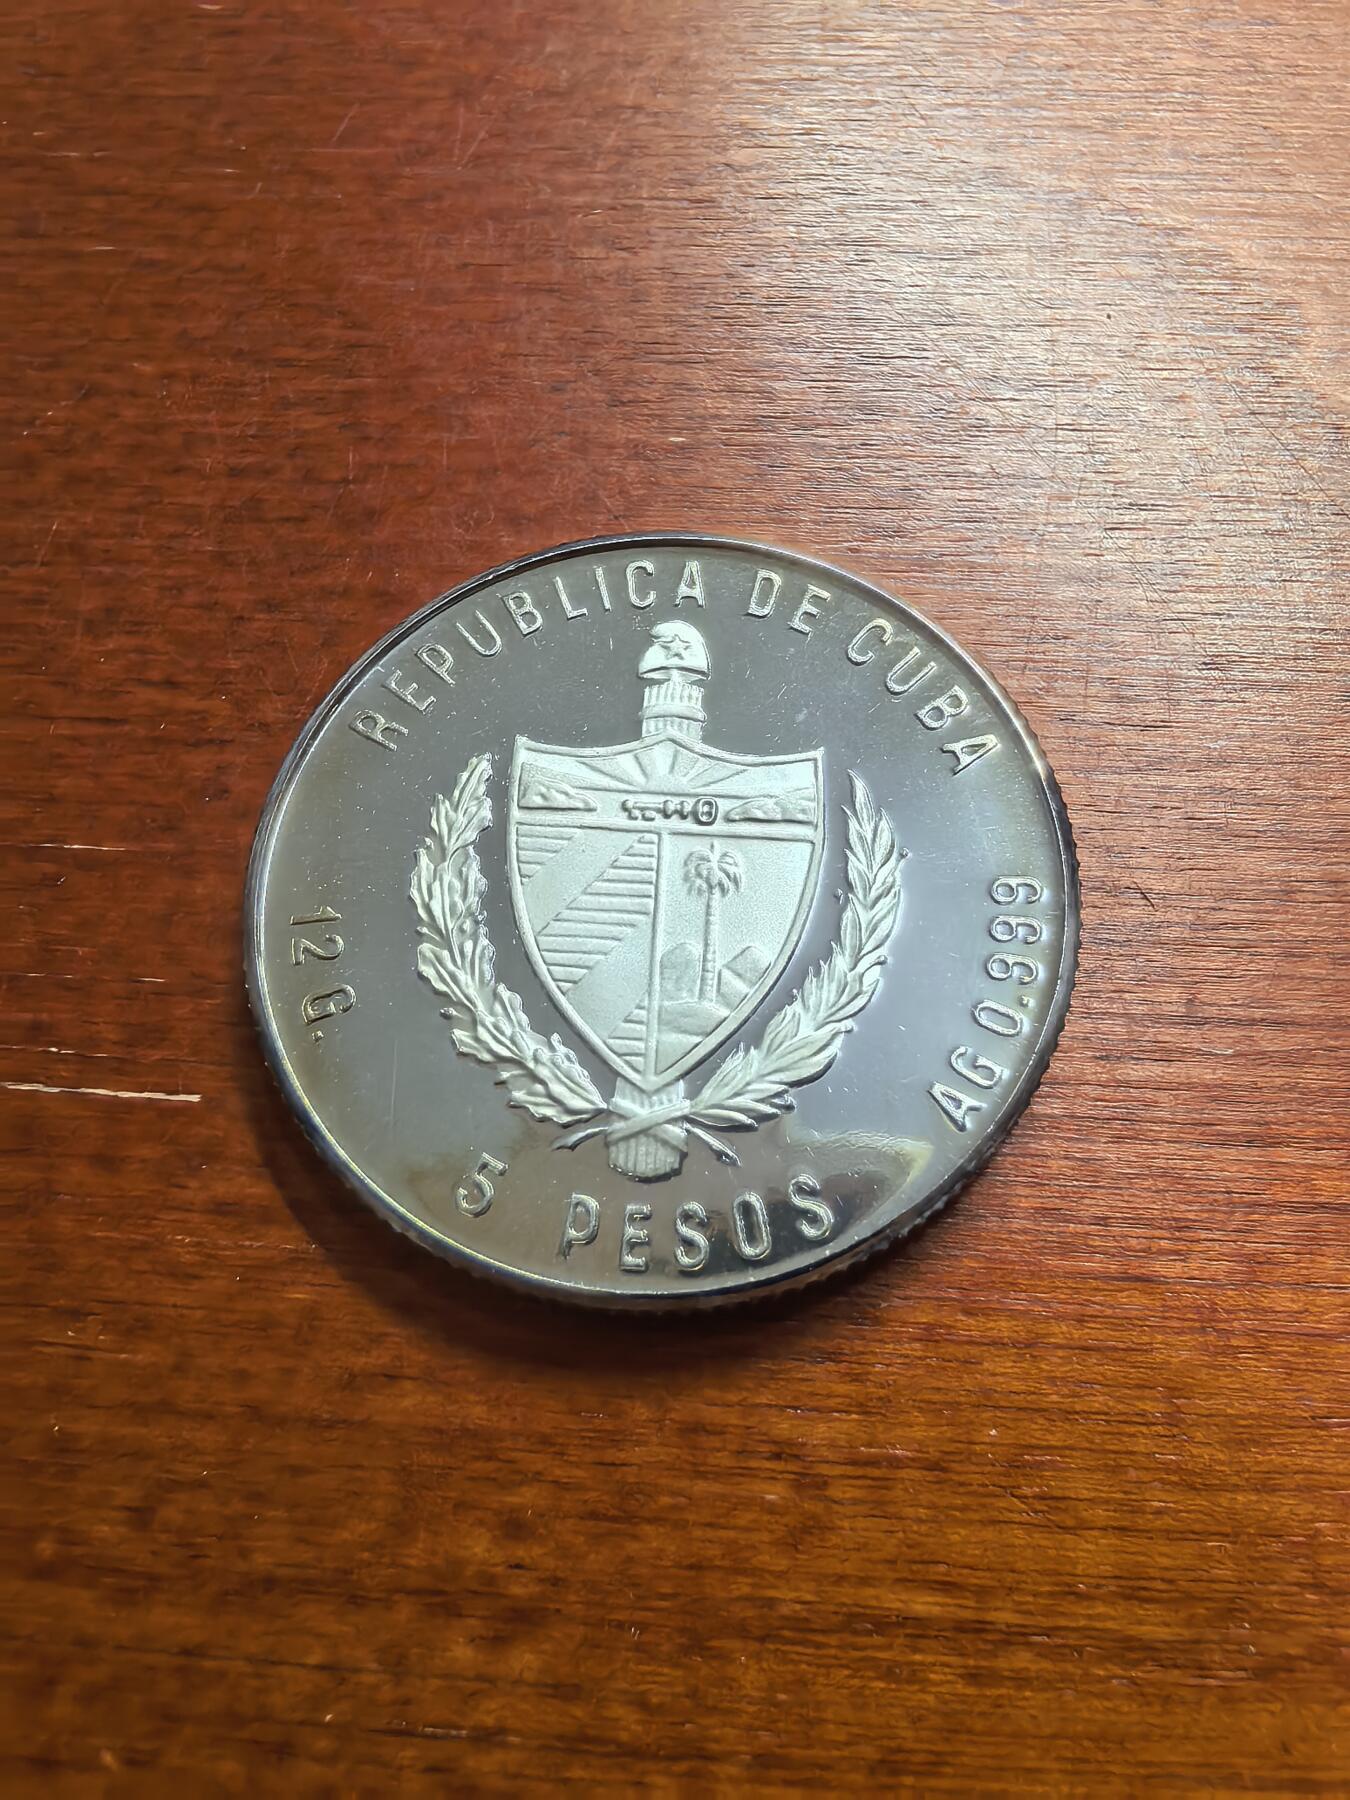 REPUBLICA DE CUBA
12 G.
AG 0.999
5 PESOS